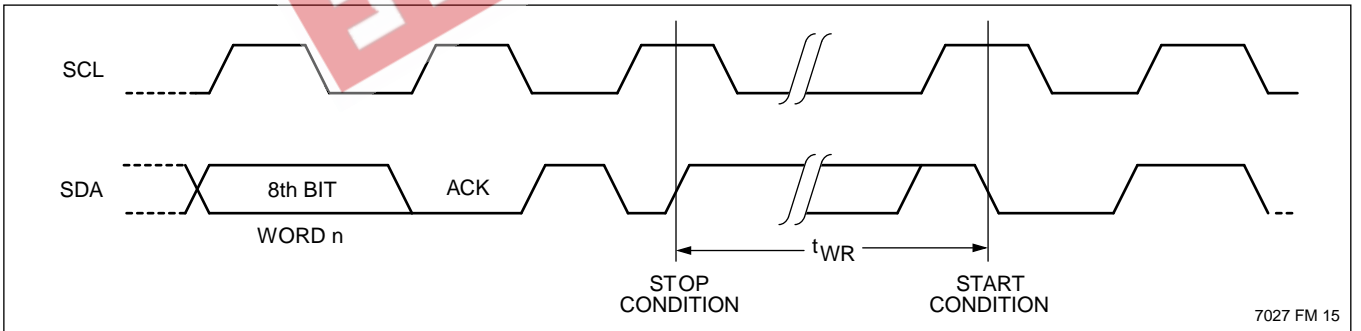 SCL
SDA
8th BIT
ACK
WORD n
tWR
STOP
CONDITION
START
CONDITION
7027 FM 15